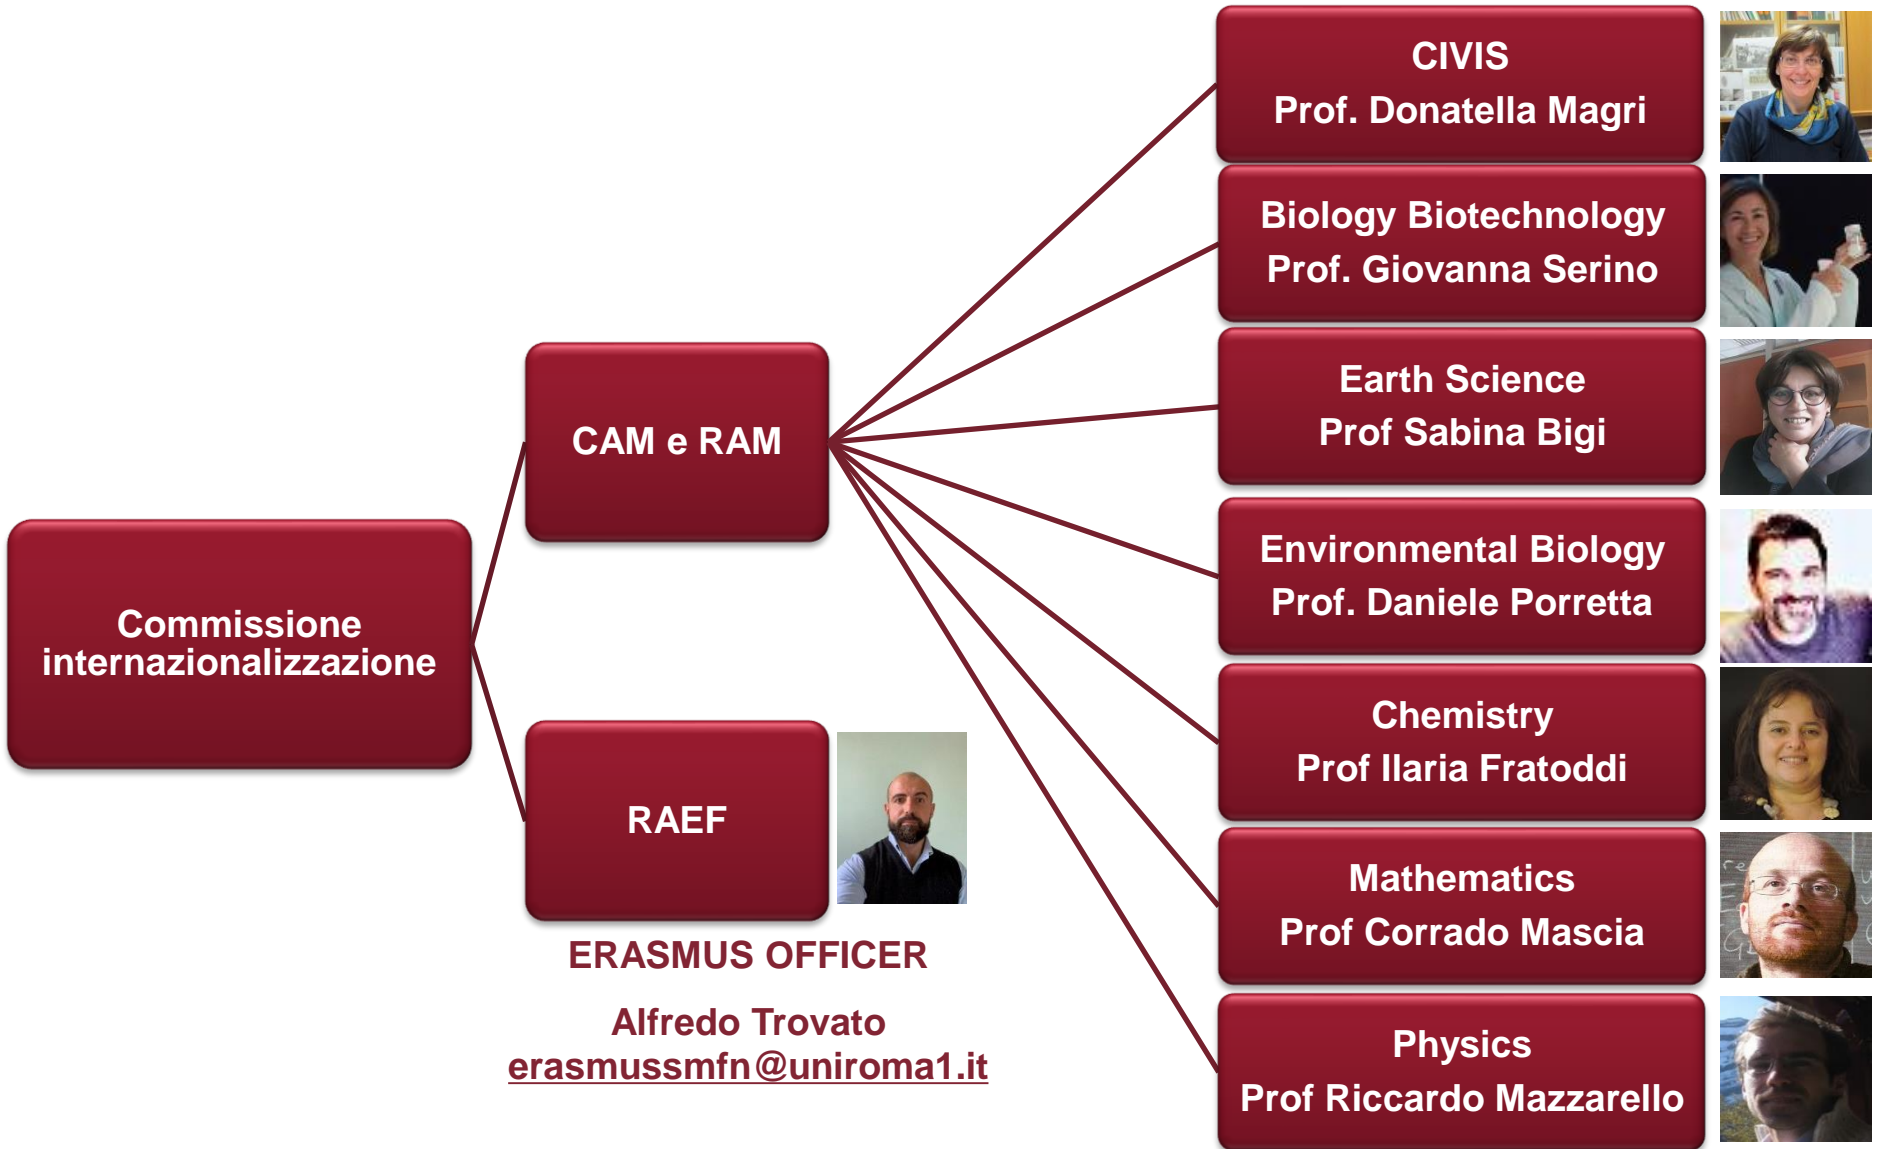 Commissione
internazionalizzazione
CAM e RAM
RAEF
ERASMUS OFFICER
Alfredo Trovato
erasmussmfn@uniroma1.it
CIVIS
Prof. Donatella Magri
Biology Biotechnology
Prof. Giovanna Serino
Earth Science
Prof Sabina Bigi
Environmental Biology
Prof. Daniele Porretta
Chemistry
Prof Ilaria Fratoddi
Mathematics
Prof Corrado Mascia
Physics
Prof Riccardo Mazzarello